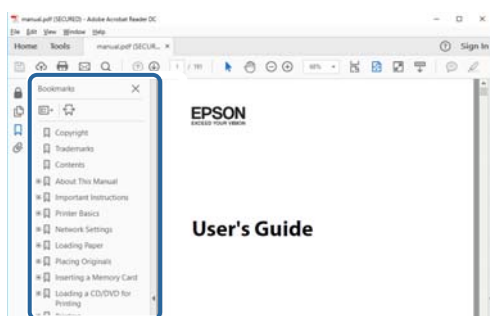 manual.pdf (SECURED) - Adobe Acrobat Reader DC
File Edit View Window Help
Home Tools manual.pdf (SECUR... × Sign In
1 / 191
Bookmarks
EPSON
EXCEED YOUR VISION
Copyright
Trademarks
Contents
About This Manual
Important Instructions
Printer Basics
Network Settings
User's Guide
Loading Paper
Placing Originals
Inserting a Memory Card
Loading a CD/DVD for
Printing